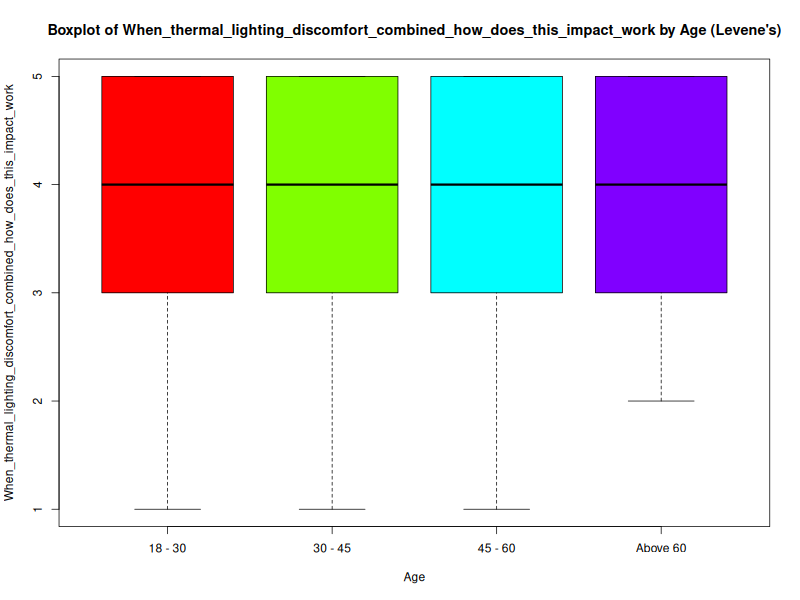 Boxplot of When_thermal_lighting_discomfort_combined_how_does_this_impact_work by Age (Levene's)
When_thermal_lighting_discomfort_combined_how_does_this_impact_work
5
4
3
2
1
18 - 30 30 - 45 45 - 60 Above 60
Age